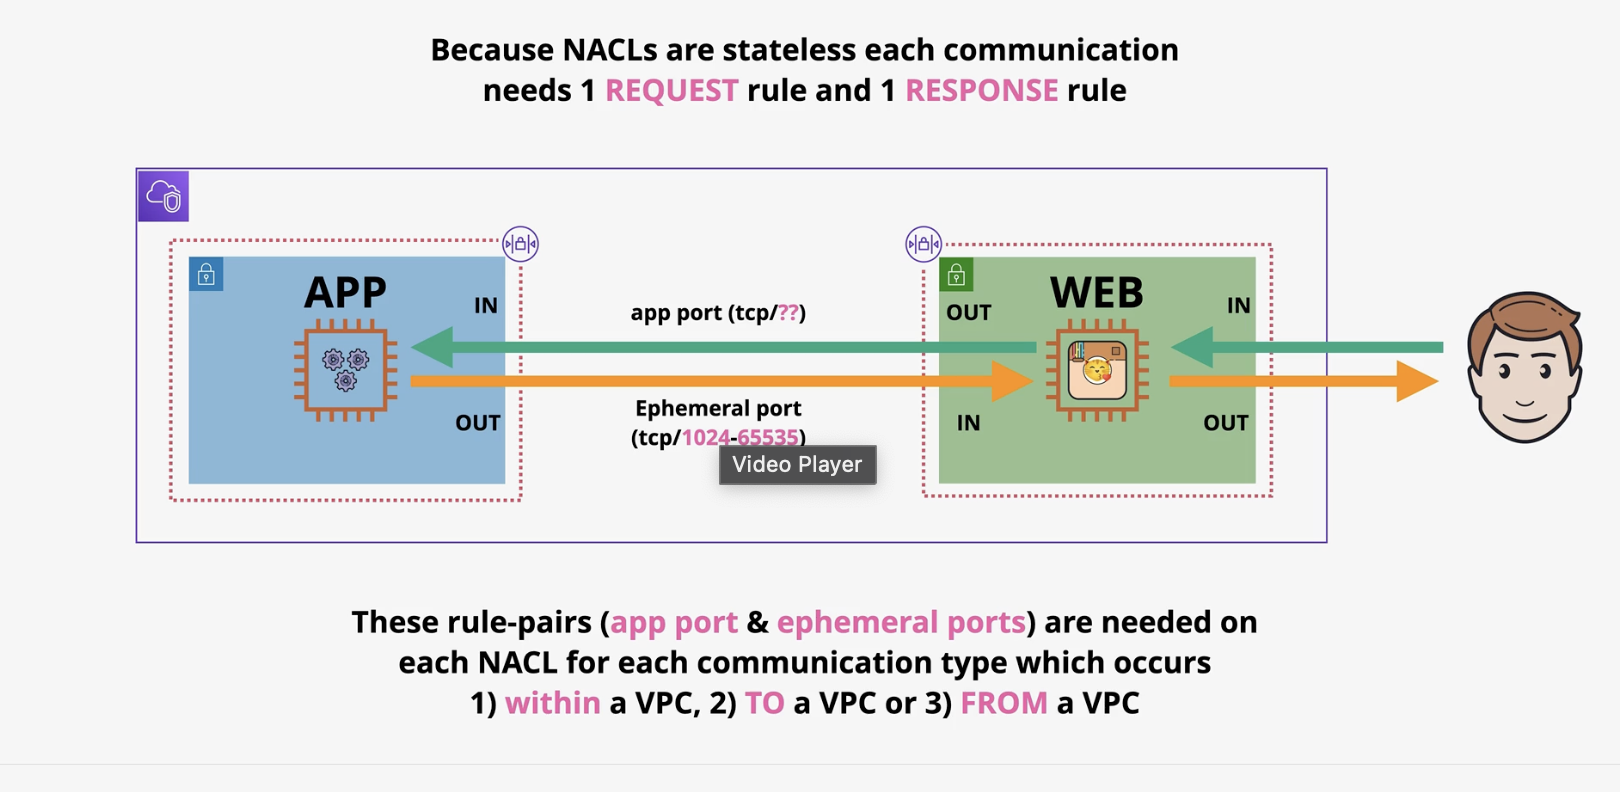 Because NACLs are stateless each communication
needs 1 REQUEST rule and 1 RESPONSE rule
APP
IN
OUT
app port (tcp/??)
Ephemeral port
(tcp/1024-65535)
Video Player
OUT
WEB
IN
IN
OUT
These rule-pairs (app port & ephemeral ports) are needed on
each NACL for each communication type which occurs
1) within a VPC, 2) TO a VPC or 3) FROM a VPC